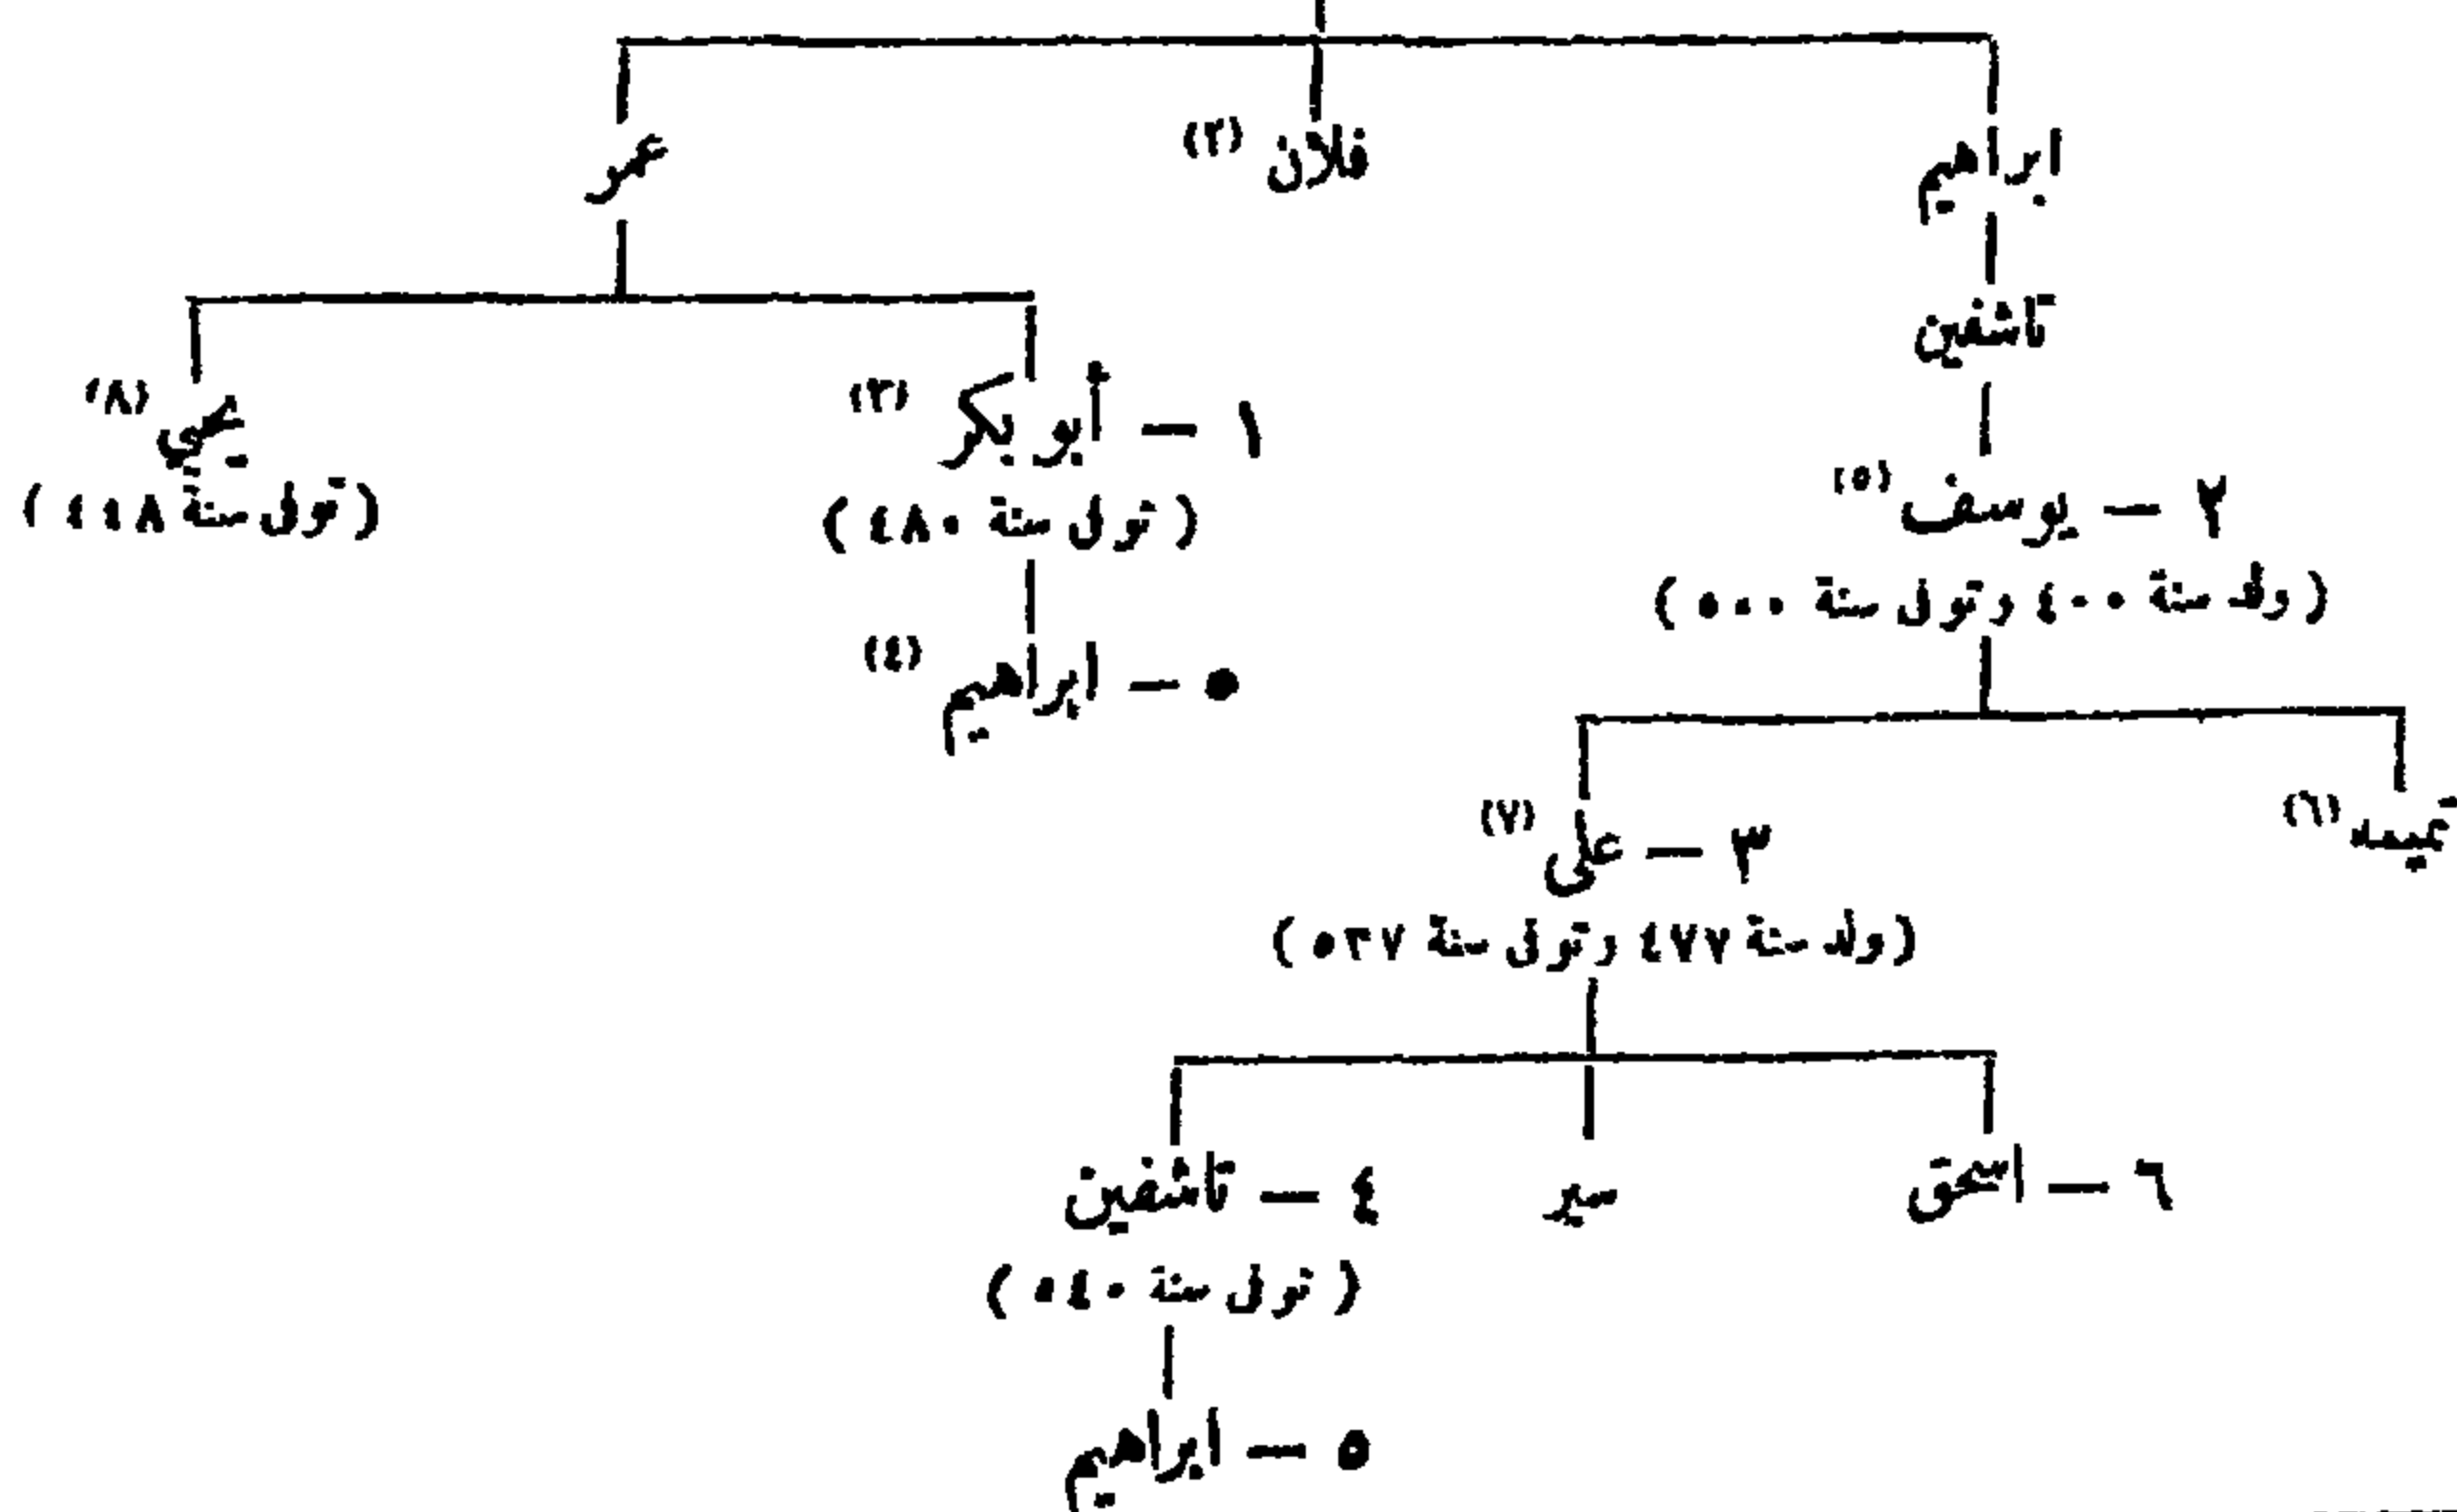 ابراهيم
فلان (٢)
عمر
تاشفين
٢ — يوسف (٥)
(ولد سنة ٤٠٠ وتوفى سنة ٥٠٠)
١ — أبو بكر (٣)
(توفى سنة ٤٨٠)
يحيى (٨)
(توفى سنة ٤٤٨)
٥ — ابراهيم (٤)
تميم (٦)
٣ — على (٧)
(ولد سنة ٤٧٧ وتوفى سنة ٥٣٧)
٦ — اسحق
سير
٤ — تاشفين
(توفى سنة ٥٤٠)
٥ — ابراهيم